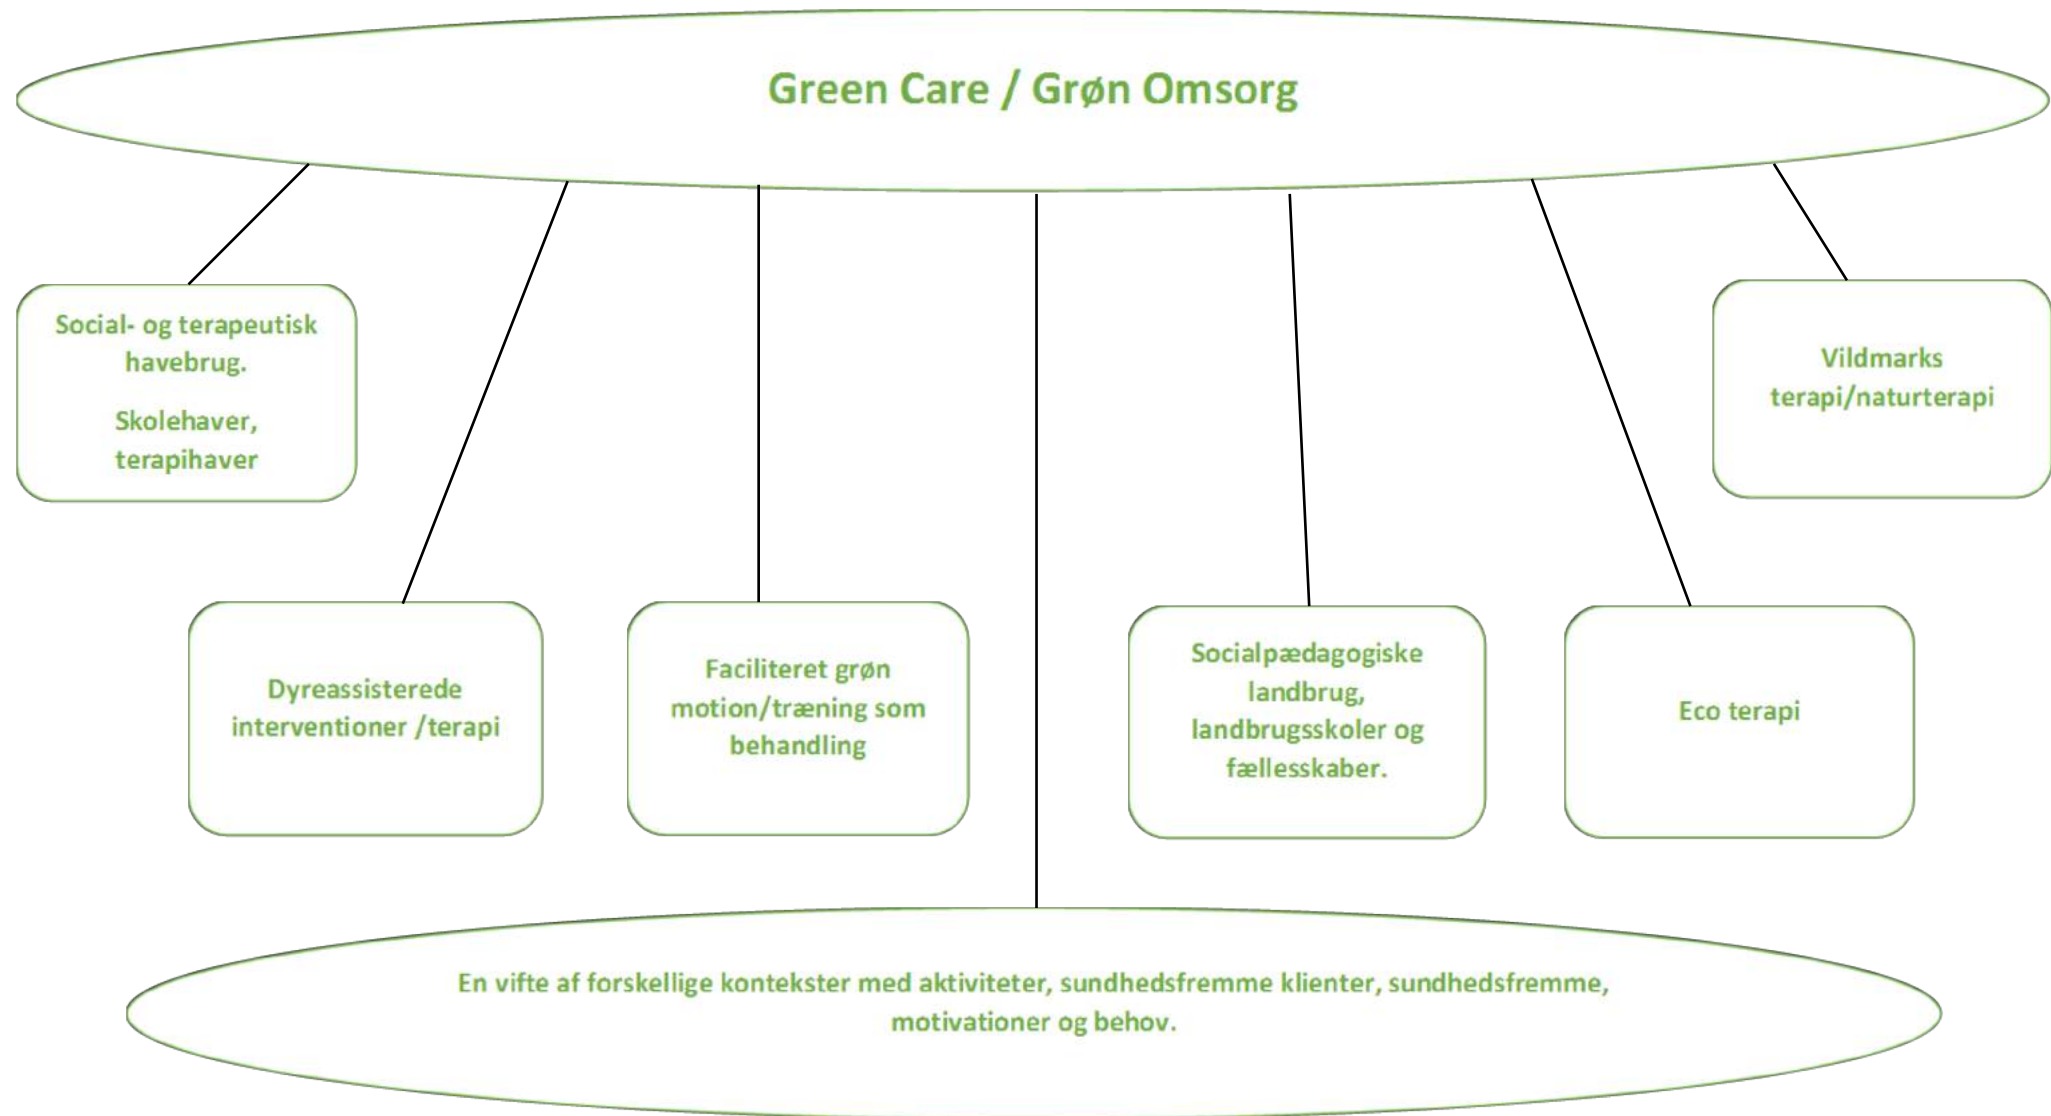 Green Care / Grøn Omsorg
Social- og terapeutisk
havebrug.
Skolehaver,
terapihaver
Vildmarks
terapi/naturterapi
Dyreassisterede
interventioner /terapi
Faciliteret grøn
motion/træning som
behandling
Socialpædagogiske
landbrug,
landbrugsskoler og
fællesskaber.
Eco terapi
En vifte af forskellige kontekster med aktiviteter, sundhedsfremme klienter, sundhedsfremme,
motivationer og behov.